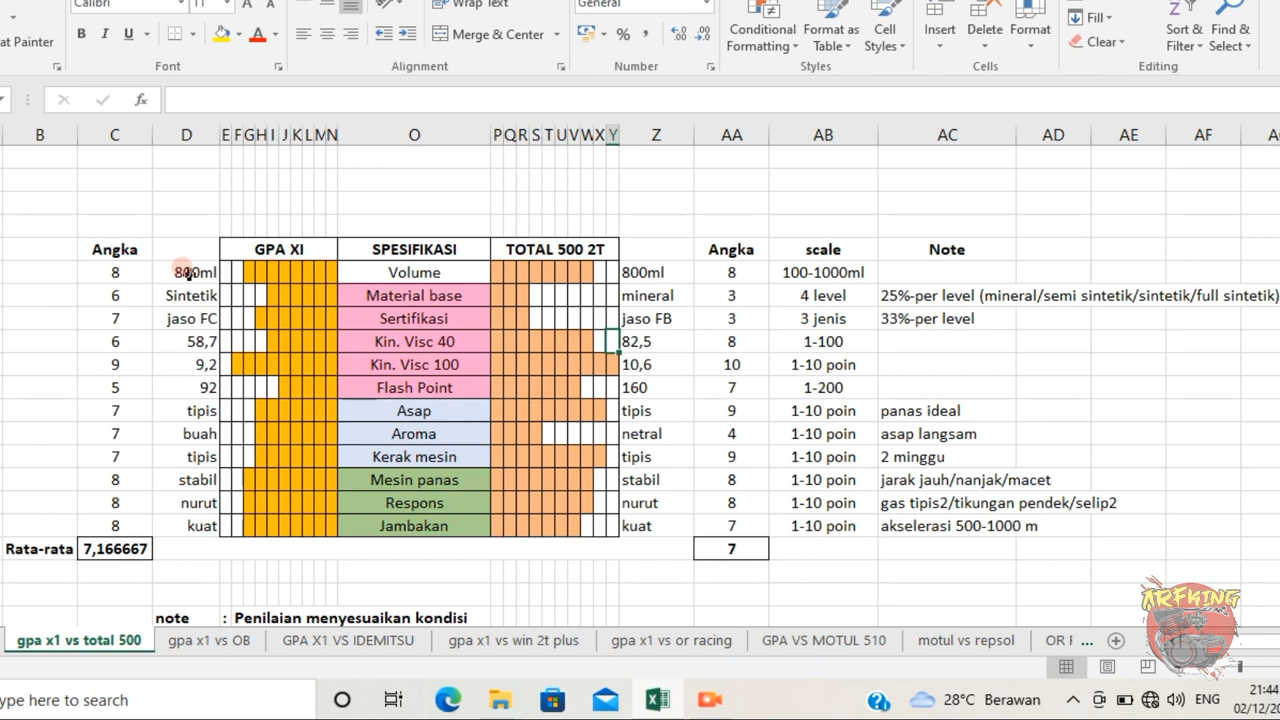 Calibri
11
A
Wrap Text
General
at Painter
B I U
A
Merge & Center
%
Conditional Formatting
Format as Table
Cell Styles
Insert
Delete
Format
Fill
Clear
Sort & Filter
Find & Select
Font
Alignment
Number
Styles
Cells
Editing
fx
B C D E F G H I J K L M N O P Q R S T U V W X Y Z AA AB AC AD AE AF
Angka GPA XI SPESIFIKASI TOTAL 500 2T Angka scale Note
8 800ml Volume 800ml 8 100-1000ml
6 Sintetik Material base mineral 3 4 level 25%-per level (mineral/semi sintetik/sintetik/full sintetik)
7 jaso FC Sertifikasi jaso FB 3 3 jenis 33%-per level
6 58,7 Kin. Visc 40 82,5 8 1-100
9 9,2 Kin. Visc 100 10,6 10 1-10 poin
5 92 Flash Point 160 7 1-200
7 tipis Asap tipis 9 1-10 poin panas ideal
7 buah Aroma netral 4 1-10 poin asap langsam
7 tipis Kerak mesin tipis 9 1-10 poin 2 minggu
8 stabil Mesin panas stabil 8 1-10 poin jarak jauh/nanjak/macet
8 nurut Respons nurut 8 1-10 poin gas tipis2/tikungan pendek/selip2
8 kuat Jambakan kuat 7 1-10 poin akselerasi 500-1000 m
Rata-rata 7,166667 7
note : Penilaian menyesuaikan kondisi
ARFKING
gpa x1 vs total 500 gpa x1 vs OB GPA X1 VS IDEMITSU gpa x1 vs win 2t plus gpa x1 vs or racing GPA VS MOTUL 510 motul vs repsol OR F ...
ype here to search
28°C Berawan
ENG
21:44
02/12/20